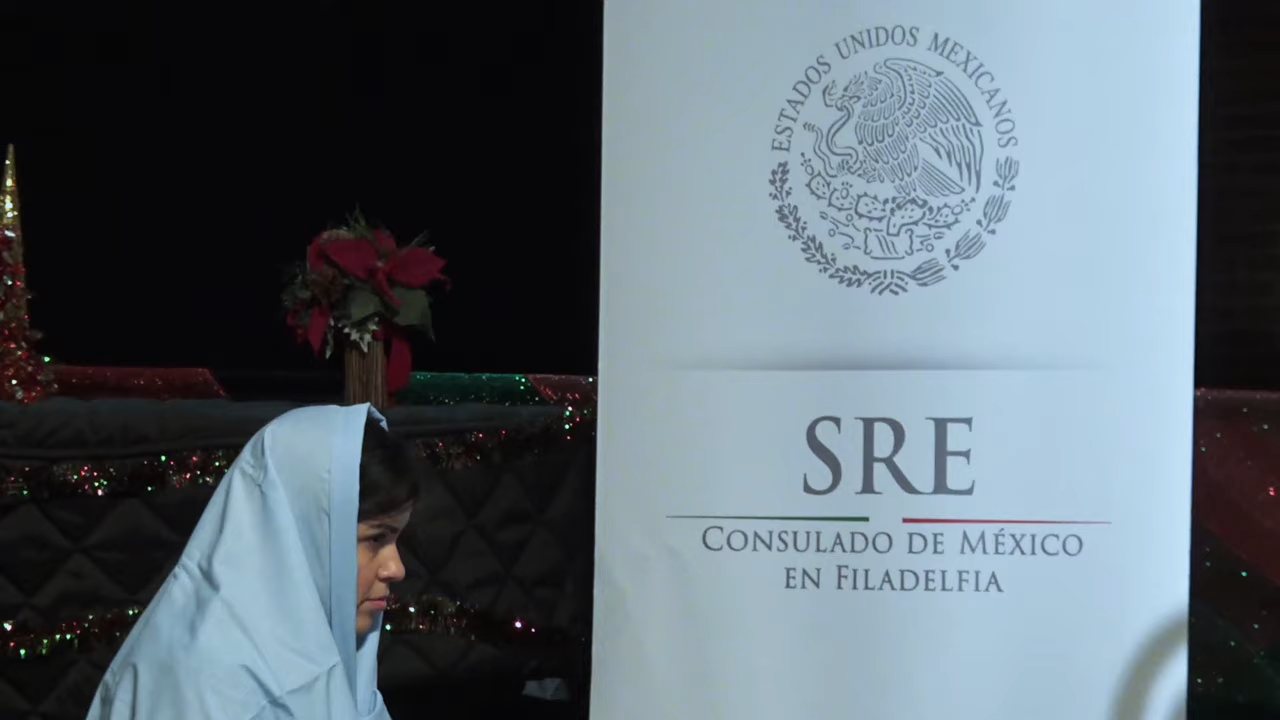 ESTADOS UNIDOS MEXICANOS
SRE
CONSULADO DE MÉXICO
EN FILADELFIA